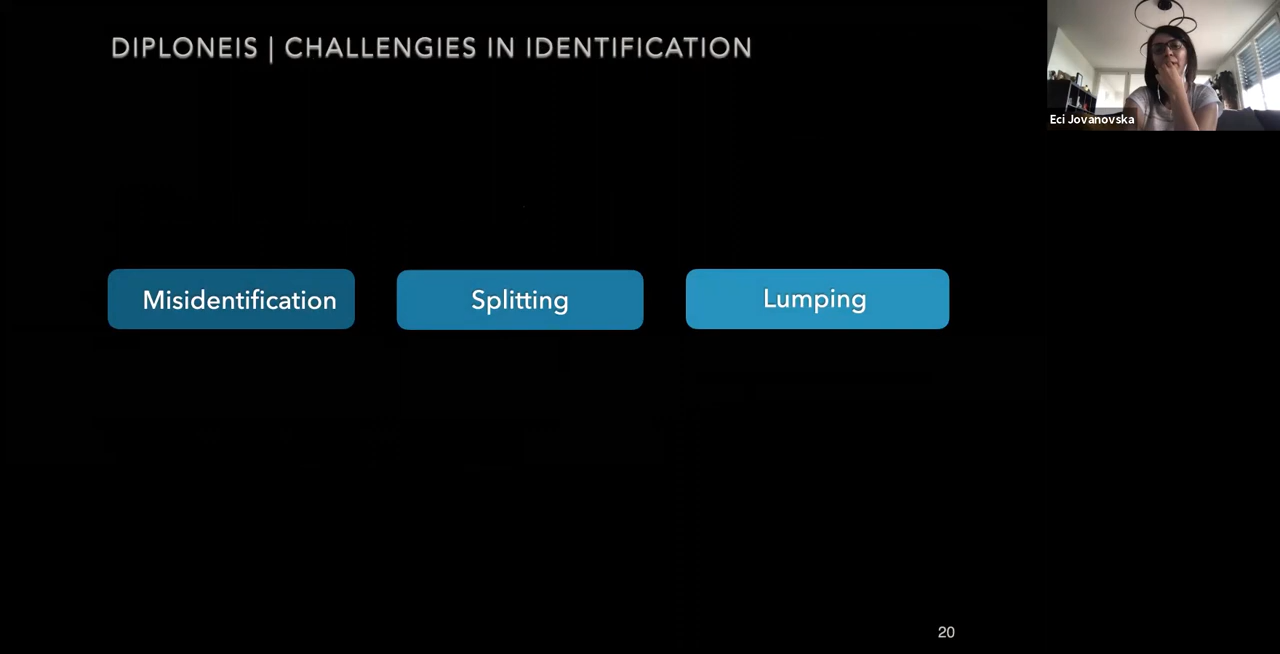 DIPLONEIS | CHALLENGIES IN IDENTIFICATION
Eci Jovanovska
Misidentification
Splitting
Lumping
20